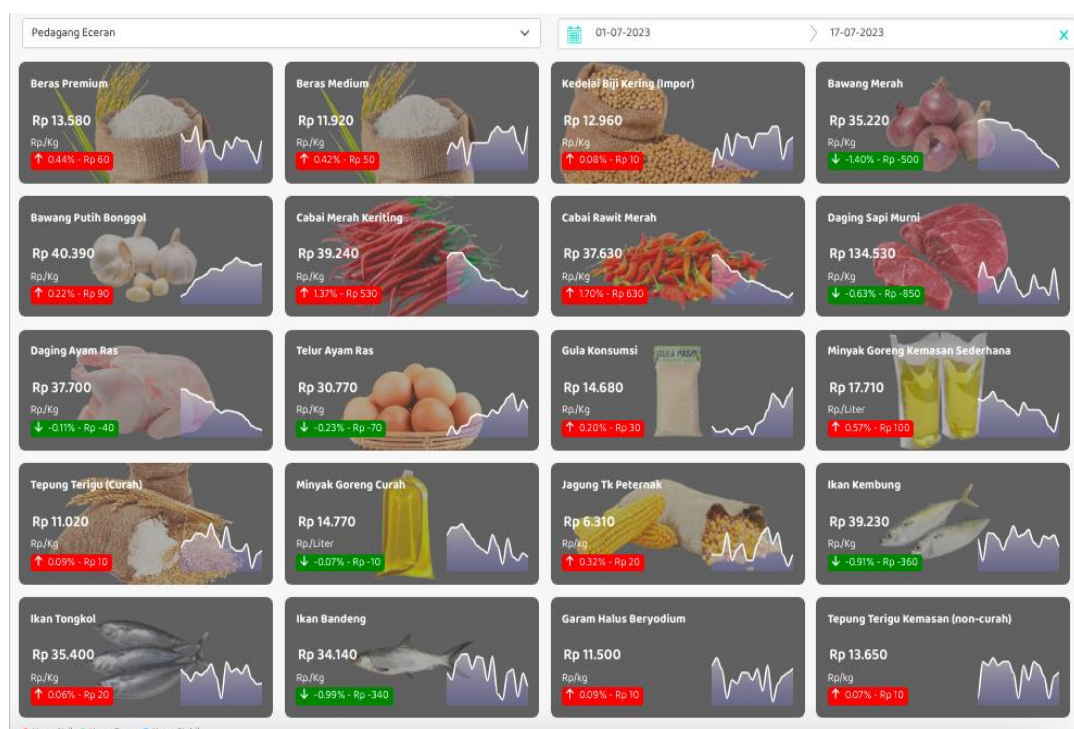 Pedagang Eceran
01-07-2023
17-07-2023
Beras Premium
Rp 13.580
Rp./Kg
↑ 0.44% - Rp 60
Beras Medium
Rp 11.920
Rp./Kg
↑ 0.42% - Rp 50
Kedelai Biji Kering (Impor)
Rp 12.960
Rp./Kg
↑ 0.08% - Rp 10
Bawang Merah
Rp 35.220
Rp./Kg
↓ -1.40% - Rp -500
Bawang Putih Bonggol
Rp 40.390
Rp./Kg
↑ 0.22% - Rp 90
Cabai Merah Keriting
Rp 39.240
Rp./Kg
↑ 1.37% - Rp 530
Cabai Rawit Merah
Rp 37.630
Rp./Kg
↑ 1.70% - Rp 630
Daging Sapi Murni
Rp 134.530
Rp./Kg
↓ -0.63% - Rp -850
Daging Ayam Ras
Rp 37.700
Rp./Kg
↓ -0.11% - Rp -40
Telur Ayam Ras
Rp 30.770
Rp./Kg
↓ -0.23% - Rp -70
Gula Konsumsi
GULA PASIR
Rp 14.680
Rp./Kg
↑ 0.20% - Rp 30
Minyak Goreng Kemasan Sederhana
Rp 17.710
Rp./Liter
↑ 0.57% - Rp 100
Tepung Terigu (Curah)
Rp 11.020
Rp./Kg
↑ 0.09% - Rp 10
Minyak Goreng Curah
Rp 14.770
Rp./Liter
↓ -0.07% - Rp -10
Jagung Tk Peternak
Rp 6.310
Rp/kg
↑ 0.32% - Rp 20
Ikan Kembung
Rp 39.230
Rp./Kg
↓ -0.91% - Rp -360
Ikan Tongkol
Rp 35.400
Rp/Kg
↑ 0.06% - Rp 20
Ikan Bandeng
Rp 34.140
Rp/Kg
↓ -0.99% - Rp -340
Garam Halus Beryodium
Rp 11.500
Rp/kg
↑ 0.09% - Rp 10
Tepung Terigu Kemasan (non-curah)
Rp 13.650
Rp/kg
↑ 0.07% - Rp 10